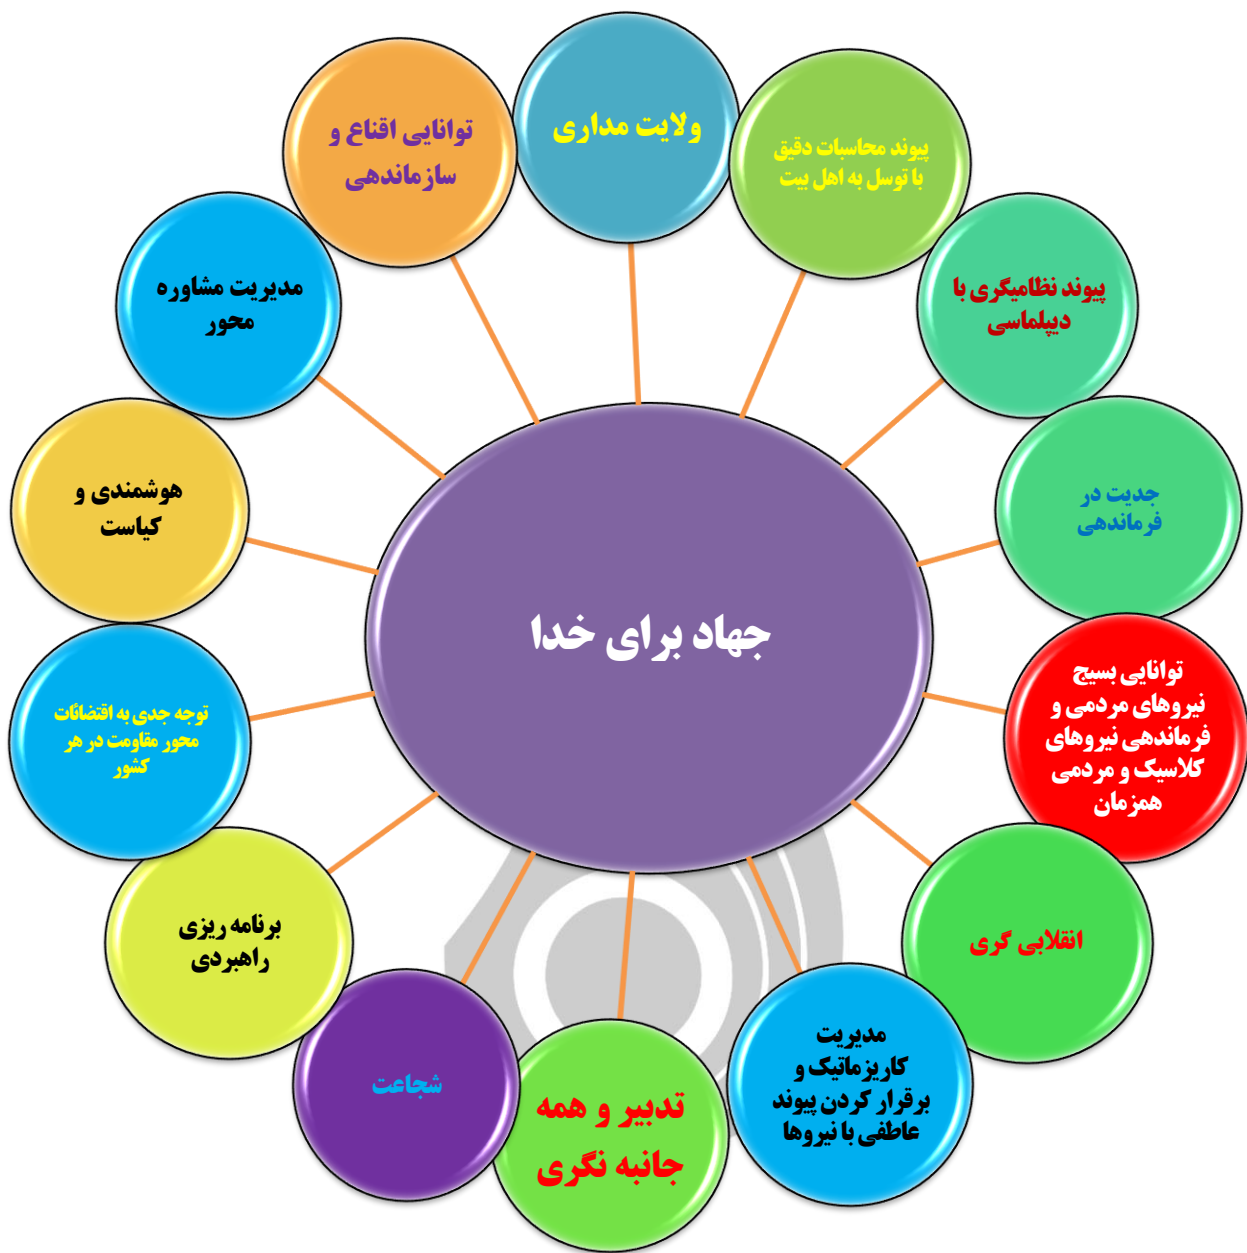 ولایت مداری
پیوند محاسبات دقیق
با توسل به اهل بیت
پیوند نظامیگری با
دیپلماسی
جدیت در
فرماندهی
توانایی بسیج
نیروهای مردمی و
فرماندهی نیروهای
کلاسیک و مردمی
همزمان
انقلابی گری
مدیریت
کاریزماتیک و
برقرار کردن پیوند
عاطفی با نیروها
تدبیر و همه
جانبه نگری
شجاعت
برنامه ریزی
راهبردی
توجه جدی به اقتضائات
محور مقاومت در هر
کشور
هوشمندی و
کیاست
مدیریت مشاوره
محور
توانایی اقناع و
سازماندهی
جهاد برای خدا